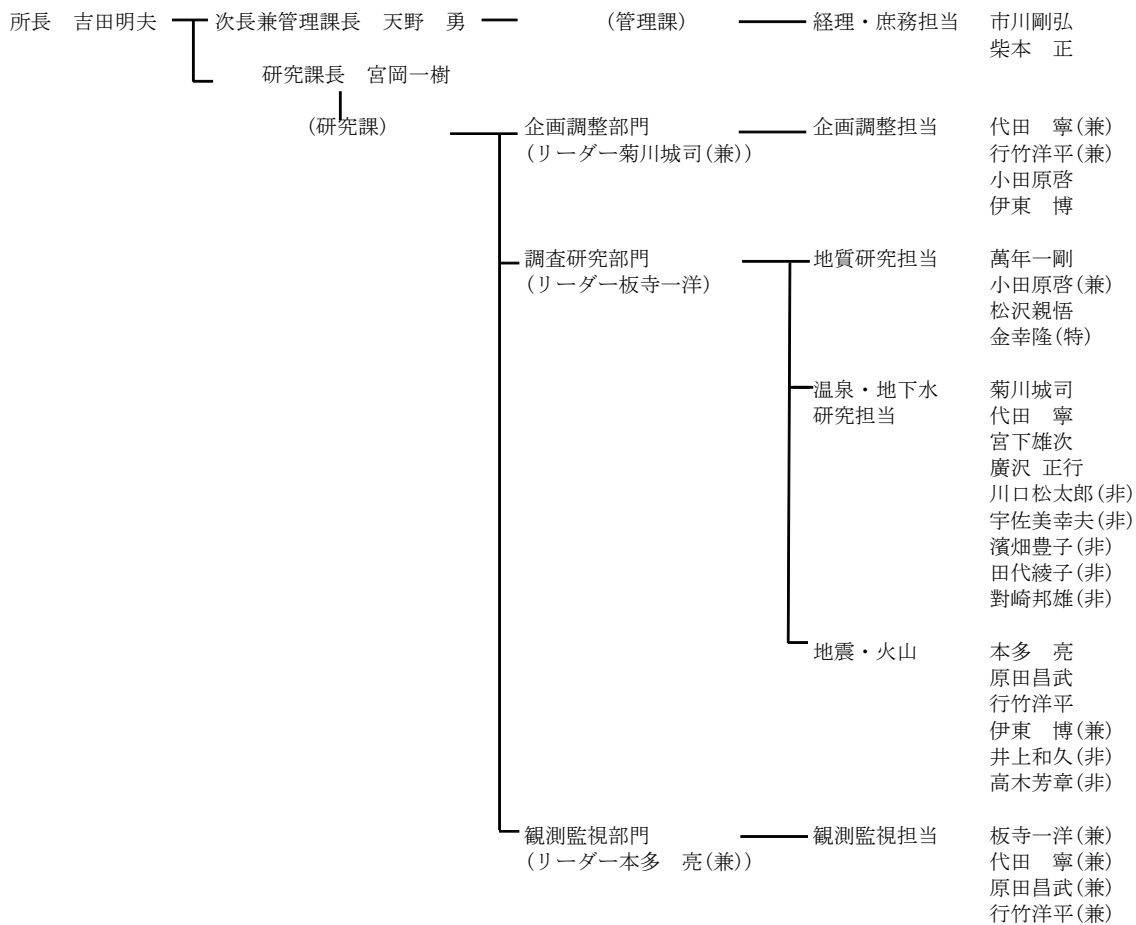 所長　吉田明夫　次長兼管理課長　天野　勇　(管理課)　経理・庶務担当　市川剛弘
柴本　正
研究課長　宮岡一樹
(研究課)　企画調整部門　企画調整担当　代田　寧(兼)
(リーダー菊川城司(兼))　行竹洋平(兼)
小田原啓
伊東　博
調査研究部門　地質研究担当　萬年一剛
(リーダー板寺一洋)　小田原啓(兼)
松沢親悟
金幸隆(特)
温泉・地下水　菊川城司
研究担当　代田　寧
宮下雄次
廣沢 正行
川口松太郎(非)
宇佐美幸夫(非)
濱畑豊子(非)
田代綾子(非)
對崎邦雄(非)
地震・火山　本多　亮
原田昌武
行竹洋平
伊東　博(兼)
井上和久(非)
高木芳章(非)
観測監視部門　観測監視担当　板寺一洋(兼)
(リーダー本多　亮(兼))　代田　寧(兼)
原田昌武(兼)
行竹洋平(兼)